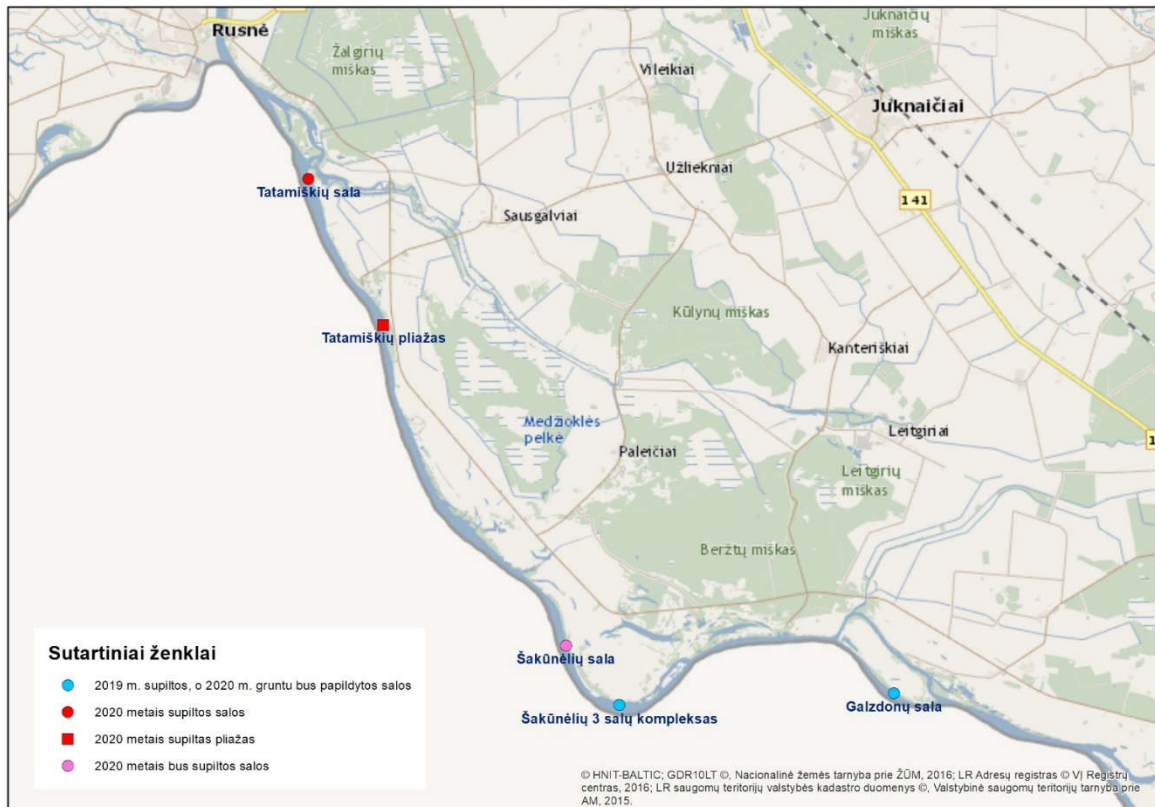 Rusnė
Žalgirių
miškas
Juknaičių
miškas
Vileikiai
Juknaičiai
Užliekniai
Tatamiškių sala
141
Sausgalviai
Kūlynų miškas
Tatamiškių pliažas
Kanteriškiai
Medžioklės
pelkė
Leitgiriai
Paleičiai
Leitgirių
miškas
Beržtų miškas
Šakūnėlių sala
Galzdonų sala
Šakūnėlių 3 salų kompleksas
Sutartiniai ženklai
2019 m. supiltos, o 2020 m. gruntu bus papildytos salos
2020 metais supiltos salos
2020 metais supiltas pliažas
2020 metais bus supiltos salos
© HNIT-BALTIC; GDR10LT ©, Nacionalinė žemės tarnyba prie ŽŪM, 2016; LR Adresų registras © VĮ Registrų
centras, 2016; LR saugomų teritorijų valstybės kadastro duomenys ©, Valstybinė saugomų teritorijų tarnyba prie
AM, 2015.